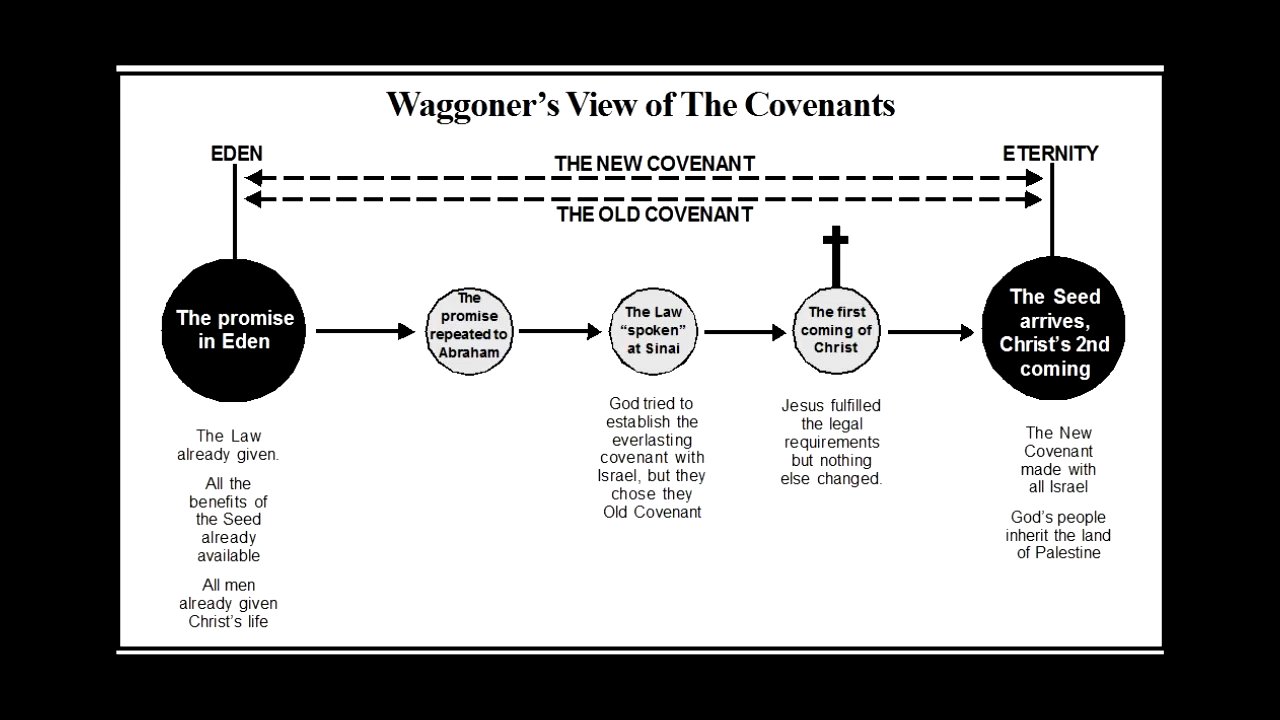 Waggoner's View of The Covenants
EDEN
ETERNITY
THE NEW COVENANT
THE OLD COVENANT
The promise
in Eden
The
promise
repeated to
Abraham
The Law
“spoken”
at Sinai
The first
coming of
Christ
The Seed
arrives,
Christ's 2nd
coming
The Law
already given.
All the
benefits of
the Seed
already
available
All men
already given
Christ's life
God tried to
establish the
everlasting
covenant with
Israel, but they
chose they
Old Covenant
Jesus fulfilled
the legal
requirements
but nothing
else changed.
The New
Covenant
made with
all Israel
God's people
inherit the land
of Palestine